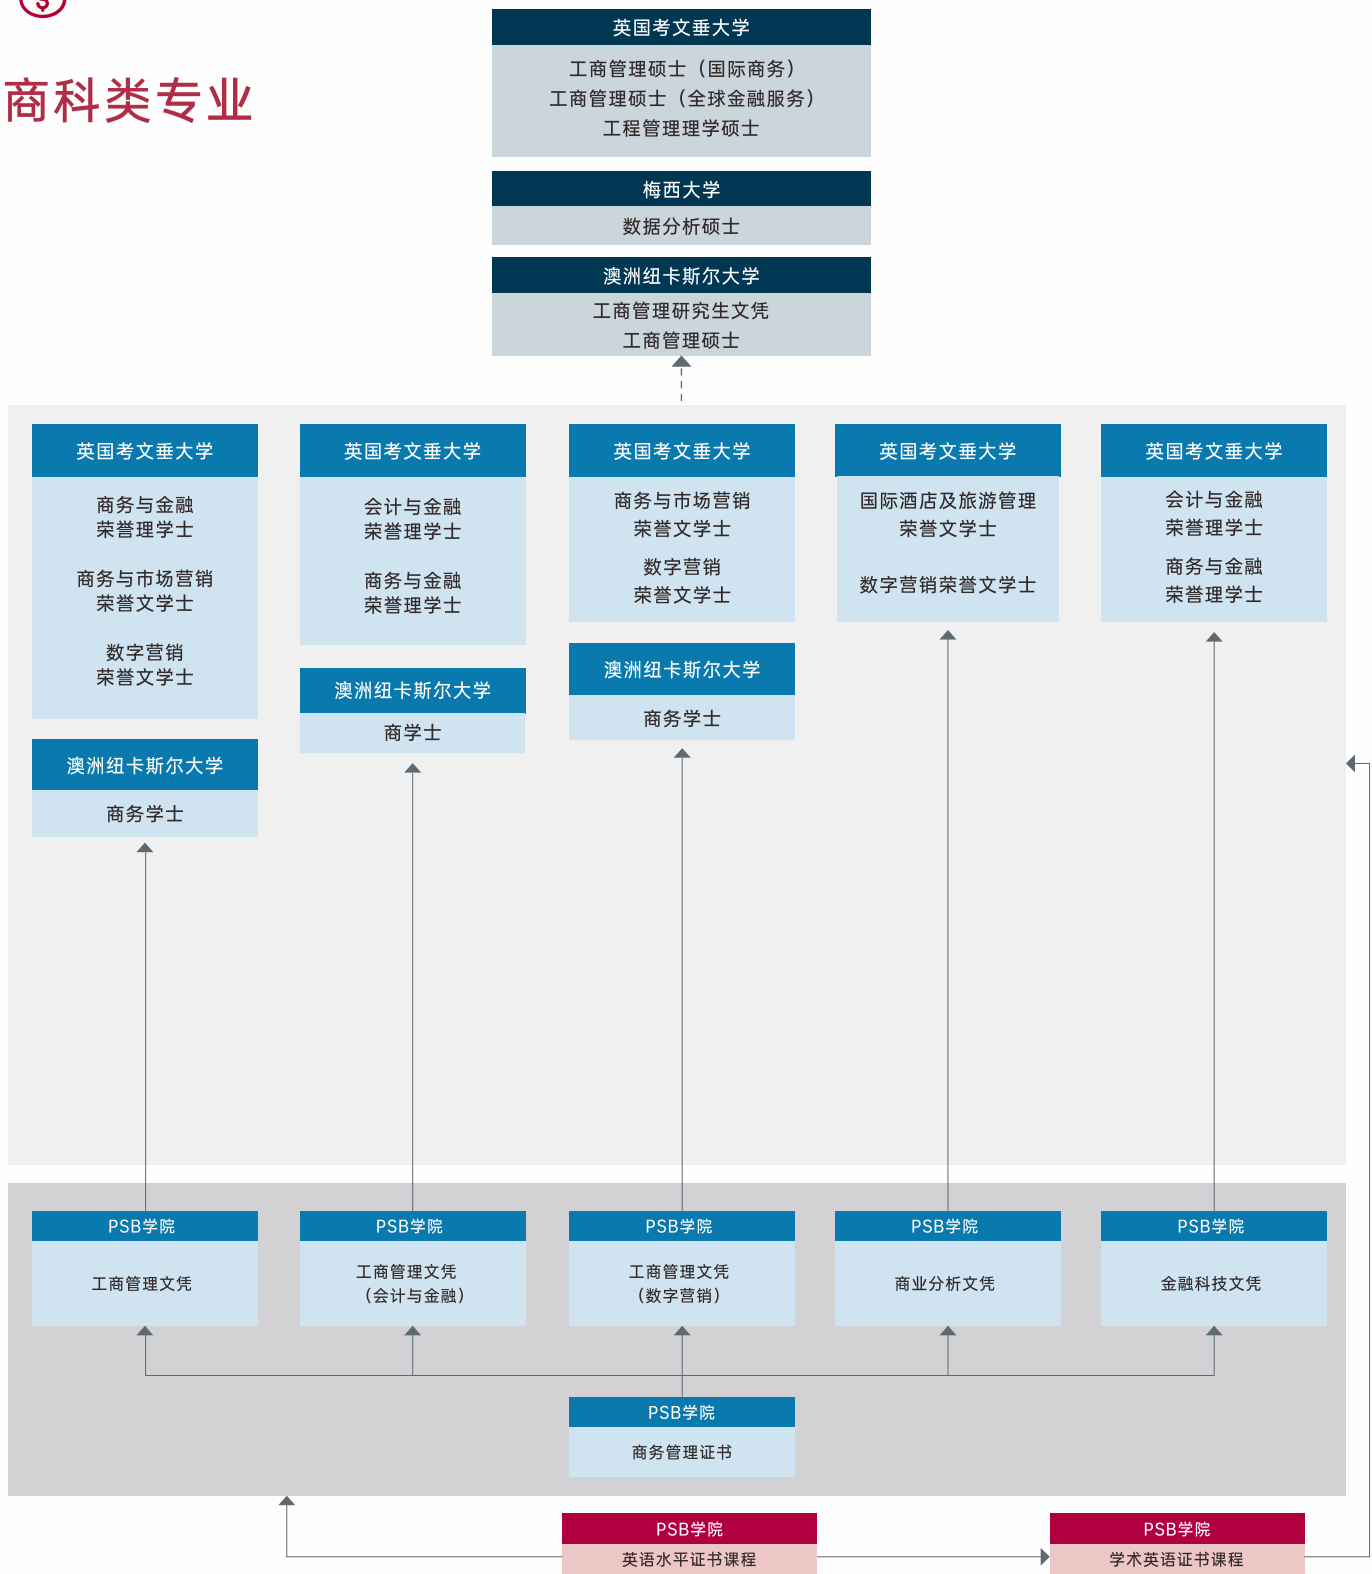 商科类专业
英国考文垂大学
工商管理硕士（国际商务）
工商管理硕士（全球金融服务）
工程管理理学硕士
梅西大学
数据分析硕士
澳洲纽卡斯尔大学
工商管理研究生文凭
工商管理硕士
英国考文垂大学
商务与金融
荣誉理学士
商务与市场营销
荣誉文学士
数字营销
荣誉文学士
澳洲纽卡斯尔大学
商务学士
英国考文垂大学
会计与金融
荣誉理学士
商务与金融
荣誉理学士
澳洲纽卡斯尔大学
商学士
英国考文垂大学
商务与市场营销
荣誉文学士
数字营销
荣誉文学士
澳洲纽卡斯尔大学
商务学士
英国考文垂大学
国际酒店及旅游管理
荣誉文学士
数字营销荣誉文学士
英国考文垂大学
会计与金融
荣誉理学士
商务与金融
荣誉理学士
PSB学院
工商管理文凭
PSB学院
工商管理文凭
（会计与金融）
PSB学院
工商管理文凭
（数字营销）
PSB学院
商业分析文凭
PSB学院
金融科技文凭
PSB学院
商务管理证书
PSB学院
英语水平证书课程
PSB学院
学术英语证书课程